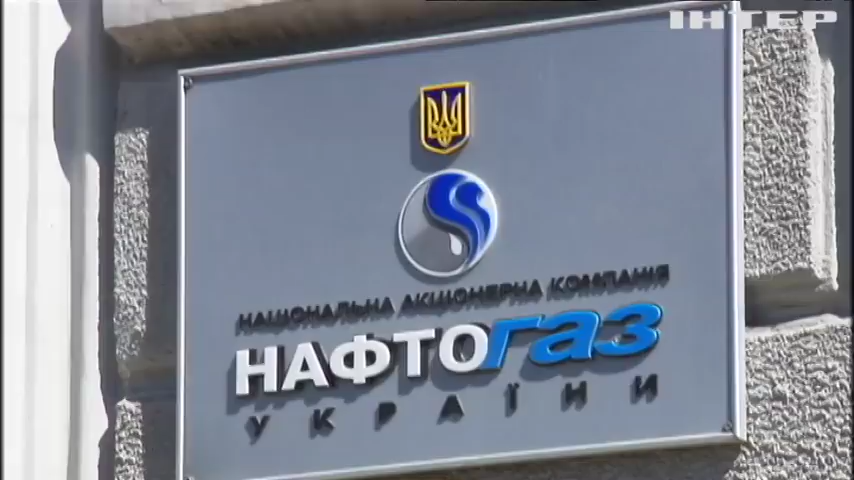 ІНТЕР
НАЦІОНАЛЬНА АКЦІОНЕРНА КОМПАНІЯ
НАФТОГАЗ
УКРАЇНИ